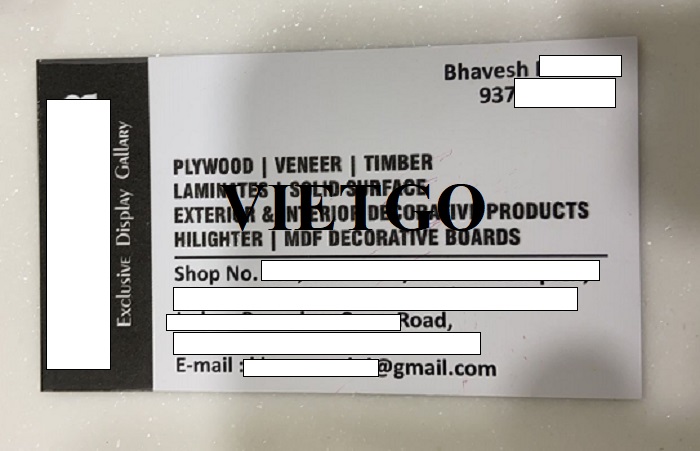 Bhavesh
937
PLYWOOD | VENEER | TIMBER
LAMINATES | SOLID SURFACE
EXTERIOR & INTERIOR DECORATIVE PRODUCTS
HILIGHTER | MDF DECORATIVE BOARDS
VIETGO
Shop No.
Road,
E-mail : @gmail.com
Exclusive Display Gallary